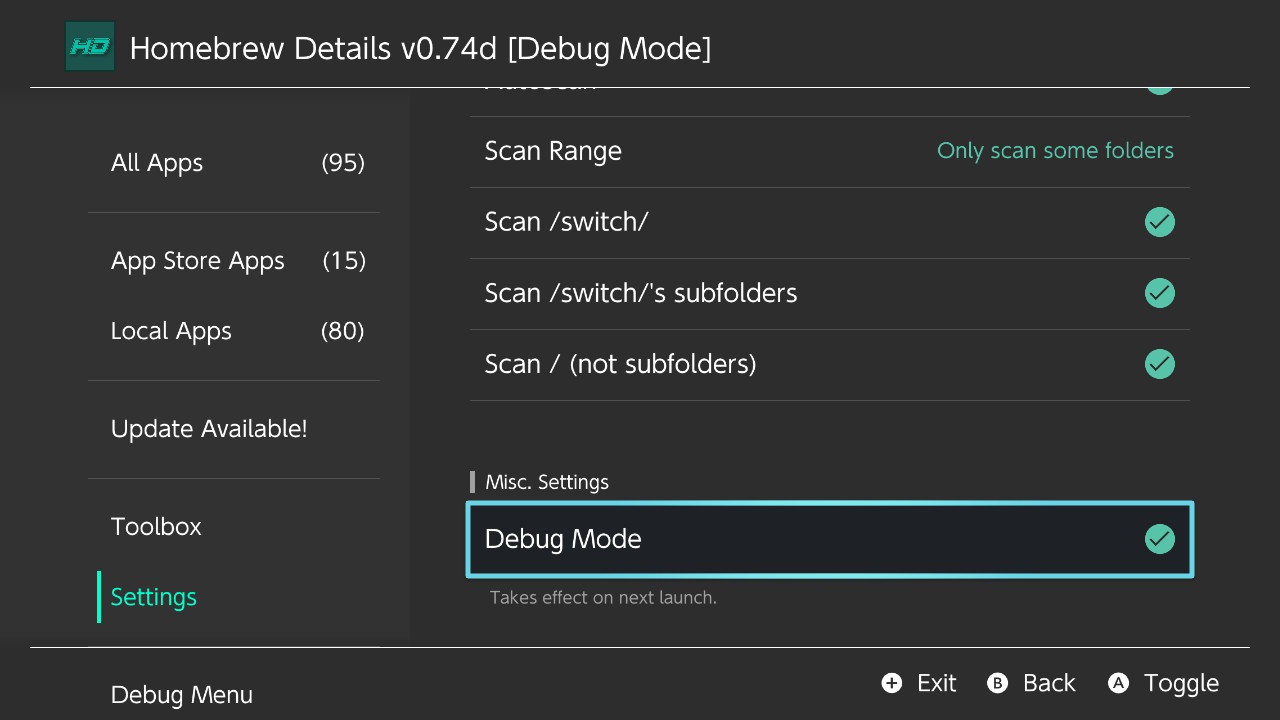 HD Homebrew Details v0.74d [Debug Mode]
All Apps (95)
App Store Apps (15)
Local Apps (80)
Update Available!
Toolbox
Settings
Debug Menu
Scan Range Only scan some folders
Scan /switch/
Scan /switch/'s subfolders
Scan / (not subfolders)
Misc. Settings
Debug Mode
Takes effect on next launch.
+ Exit B Back A Toggle